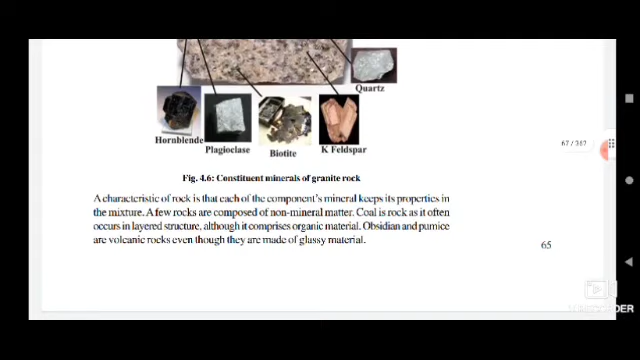 Quartz
Hornblende
Plagioclase
Biotite
K Feldspar
67 / 317
Fig. 4.6: Constituent minerals of granite rock
A characteristic of rock is that each of the component's mineral keeps its properties in
the mixture. A few rocks are composed of non-mineral matter. Coal is rock as it often
occurs in layered structure, although it comprises organic material. Obsidian and pumice
are volcanic rocks even though they are made of glassy material.
65